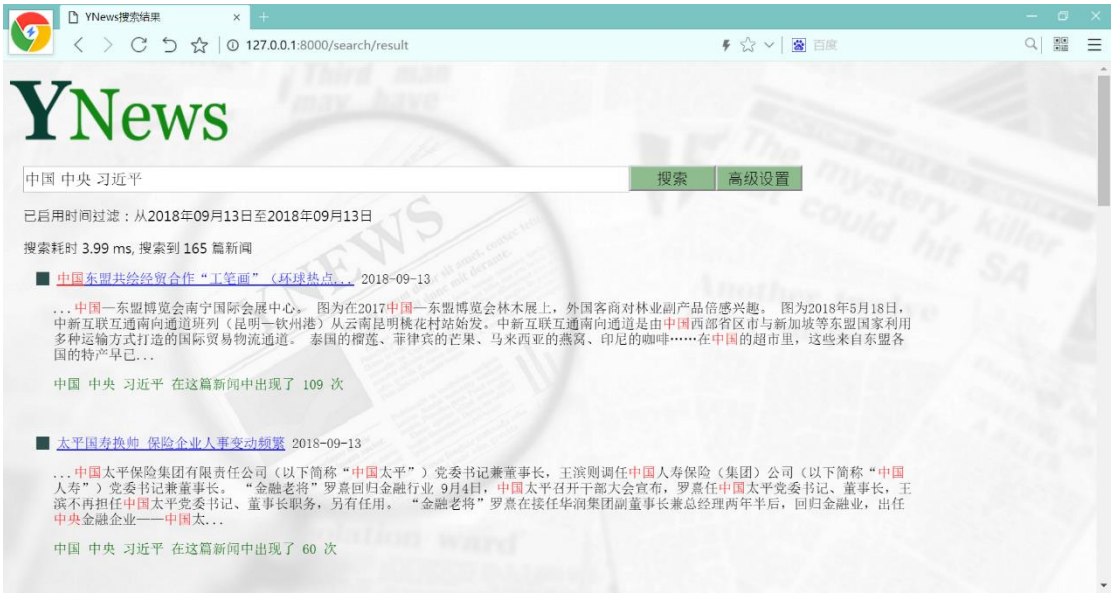 YNews搜索结果 × +
127.0.0.1:8000/search/result 百度
Third man
may have
YNews
The mystery killer
could hit SA
NEWS
中国 中央 习近平 搜索 高级设置
已启用时间过滤：从2018年09月13日至2018年09月13日
搜索耗时 3.99 ms, 搜索到 165 篇新闻
中国东盟共绘经贸合作“工笔画”（环球热点... 2018-09-13
...中国—东盟博览会南宁国际会展中心。 图为在2017中国—东盟博览会林木展上，外国客商对林业副产品倍感兴趣。 图为2018年5月18日，
中新互联互通南向通道班列（昆明—钦州港）从云南昆明桃花村站始发。中新互联互通南向通道是由中国西部省区市与新加坡等东盟国家利用
多种运输方式打造的国际贸易物流通道。 泰国的榴莲、菲律宾的芒果、马来西亚的燕窝、印尼的咖啡……在中国的超市里，这些来自东盟各
国的特产早已...
中国 中央 习近平 在这篇新闻中出现了 109 次
太平国寿换帅 保险企业人事变动频繁 2018-09-13
...中国太平保险集团有限责任公司（以下简称“中国太平”）党委书记兼董事长，王滨则调任中国人寿保险（集团）公司（以下简称“中国
人寿”）党委书记兼董事长。 “金融老将”罗熹回归金融行业 9月4日，中国太平召开干部大会宣布，罗熹任中国太平党委书记、董事长，王
滨不再担任中国太平党委书记、董事长职务，另有任用。 “金融老将”罗熹在接任华润集团副董事长兼总经理两年半后，回归金融业，出任
中央金融企业——中国太...
中国 中央 习近平 在这篇新闻中出现了 60 次